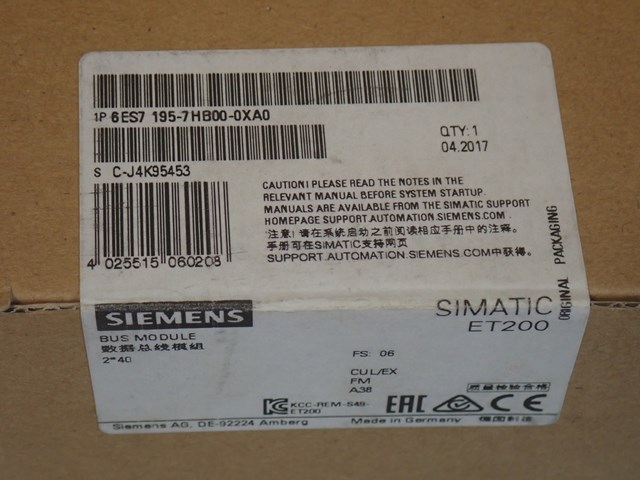 1P 6ES7 195-7HB00-0XA0
QTY: 1
04.2017
S C-J4K95453
CAUTION! PLEASE READ THE NOTES IN THE
RELEVANT MANUAL BEFORE SYSTEM STARTUP.
MANUALS ARE AVAILABLE FROM THE SIMATIC SUPPORT
HOMEPAGE SUPPORT.AUTOMATION.SIEMENS.COM .
注意! 请在系统启动之前阅读相应手册中的注释。
手册可在SIMATIC支持网页
SUPPORT.AUTOMATION.SIEMENS.COM中获得。
4 025515 060208
ORIGINAL PACKAGING
SIEMENS
SIMATIC
ET200
BUS MODULE
数据总线模组
2*40
FS: 06
CUL/EX
FM
A38
质量检验合格
KCC-REM-S49-
ET200
EAC CE
Siemens AG, DE-92224 Amberg
Made in Germany 德国制造